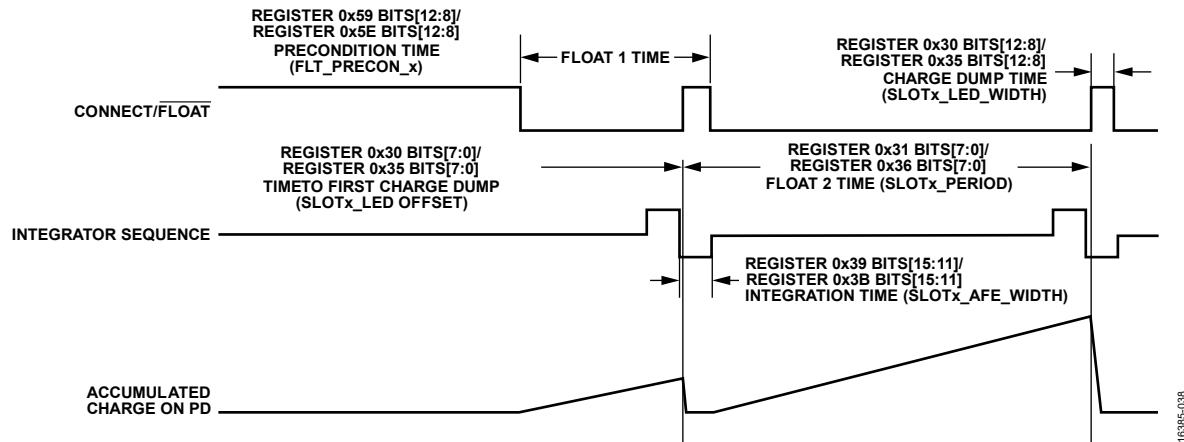 REGISTER 0x59 BITS[12:8]/
REGISTER 0x5E BITS[12:8]
PRECONDITION TIME
(FLT_PRECON_x)
FLOAT 1 TIME
REGISTER 0x30 BITS[12:8]/
REGISTER 0x35 BITS[12:8]
CHARGE DUMP TIME
(SLOTx_LED_WIDTH)
CONNECT/FLOAT
REGISTER 0x30 BITS[7:0]/
REGISTER 0x35 BITS[7:0]
TIMETO FIRST CHARGE DUMP
(SLOTx_LED OFFSET)
REGISTER 0x31 BITS[7:0]/
REGISTER 0x36 BITS[7:0]
FLOAT 2 TIME (SLOTx_PERIOD)
INTEGRATOR SEQUENCE
REGISTER 0x39 BITS[15:11]/
REGISTER 0x3B BITS[15:11]
INTEGRATION TIME (SLOTx_AFE_WIDTH)
ACCUMULATED
CHARGE ON PD
16385-038